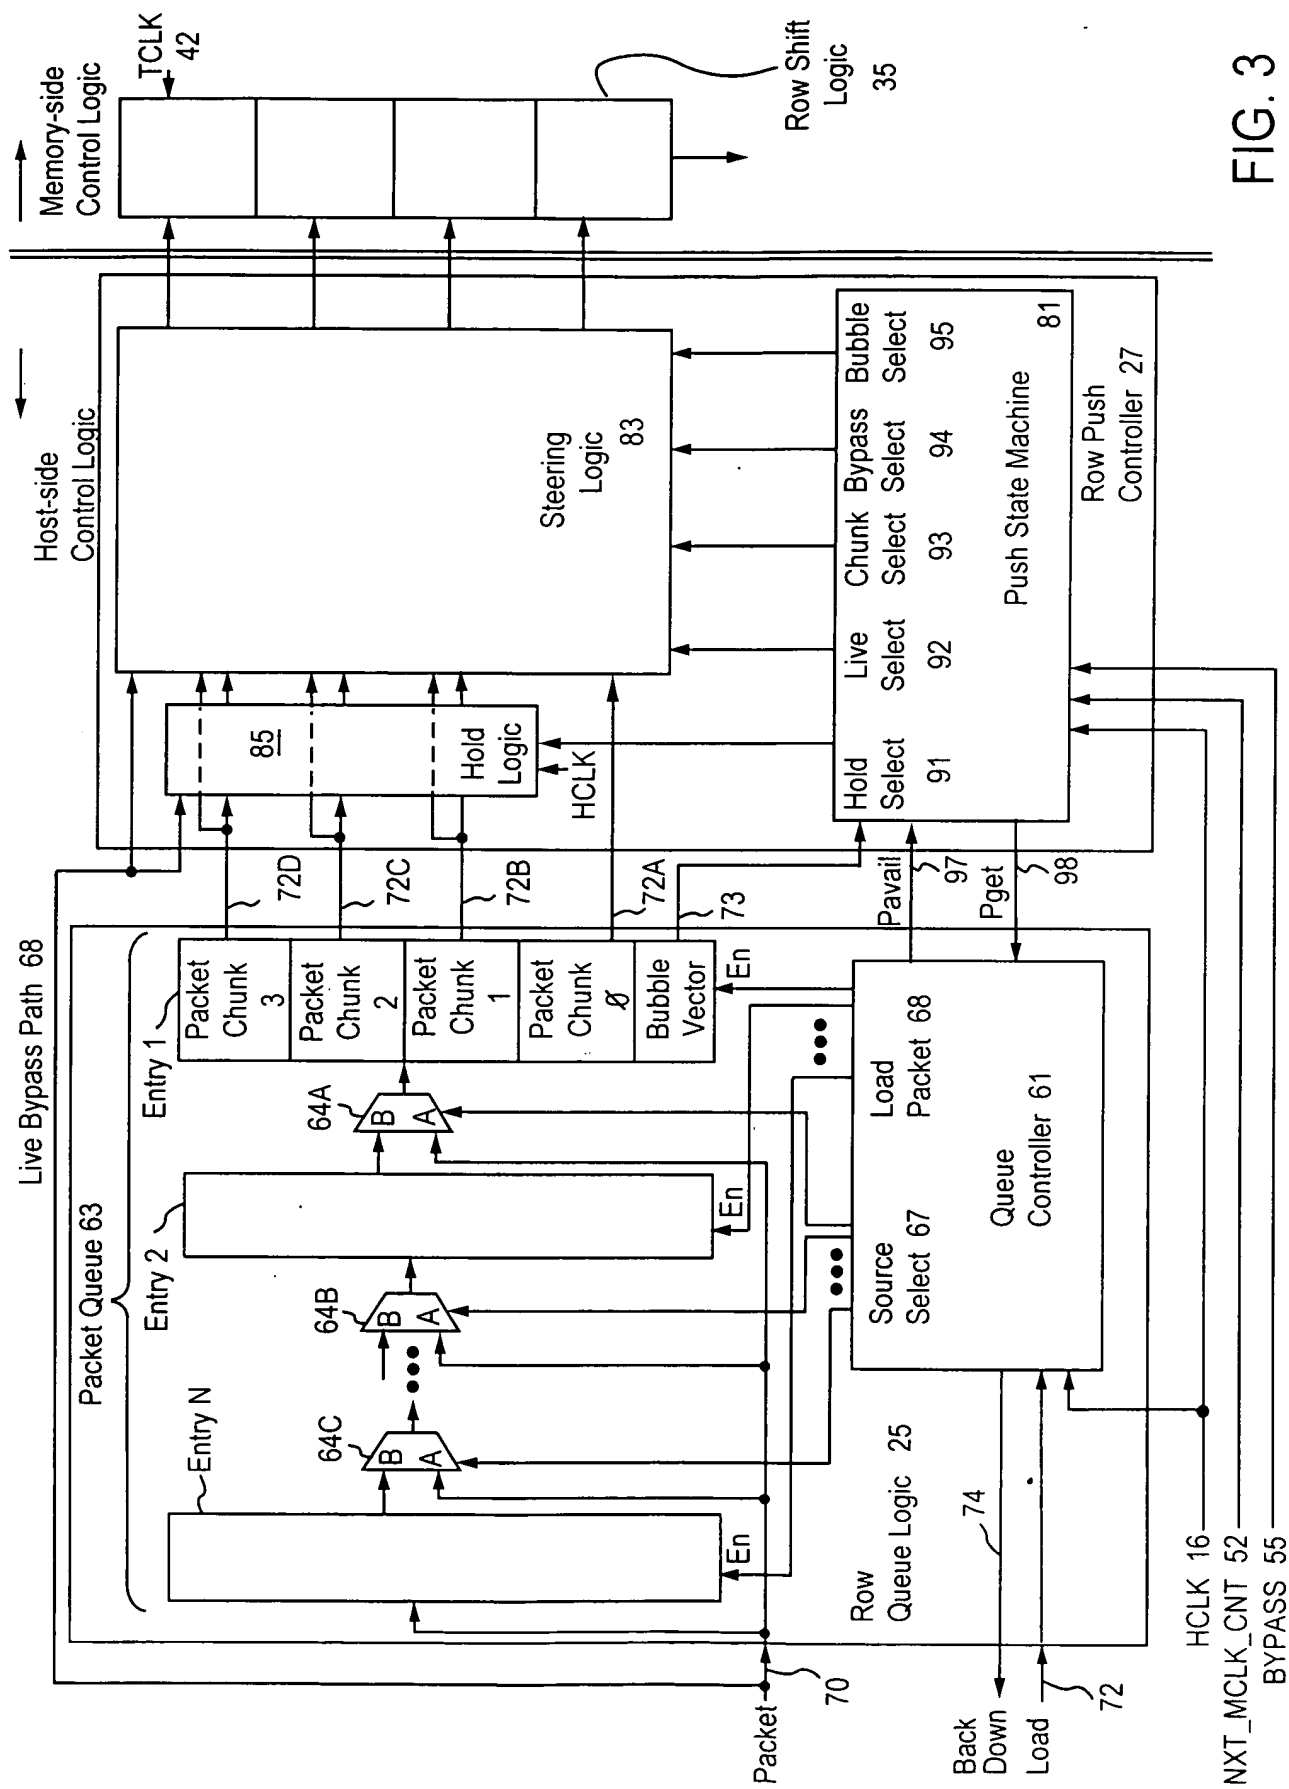 Host-side
Control Logic
Memory-side
Control Logic
TCLK
42
Row Shift
Logic
35
Live Bypass Path 68
Packet Queue 63
Entry N
Entry 2
Entry 1
64C
B
A
64B
B
A
64A
B
A
Packet
Chunk
3
Packet
Chunk
2
Packet
Chunk
1
Packet
Chunk
Ø
Bubble
Vector
En
En
En
72D
72C
72B
72A
73
85
Hold
Logic
HCLK
Steering
Logic
83
Hold
Select
91
Live
Select
92
Chunk
Select
93
Bypass
Select
94
Bubble
Select
95
Push State Machine
81
Row Push
Controller 27
Pavail
97
Pget
98
Source
Select 67
Load
Packet 68
Queue
Controller 61
Row
Queue Logic 25
Packet
70
Back
Down
74
Load
72
HCLK 16
NXT_MCLK_CNT 52
BYPASS 55
FIG. 3